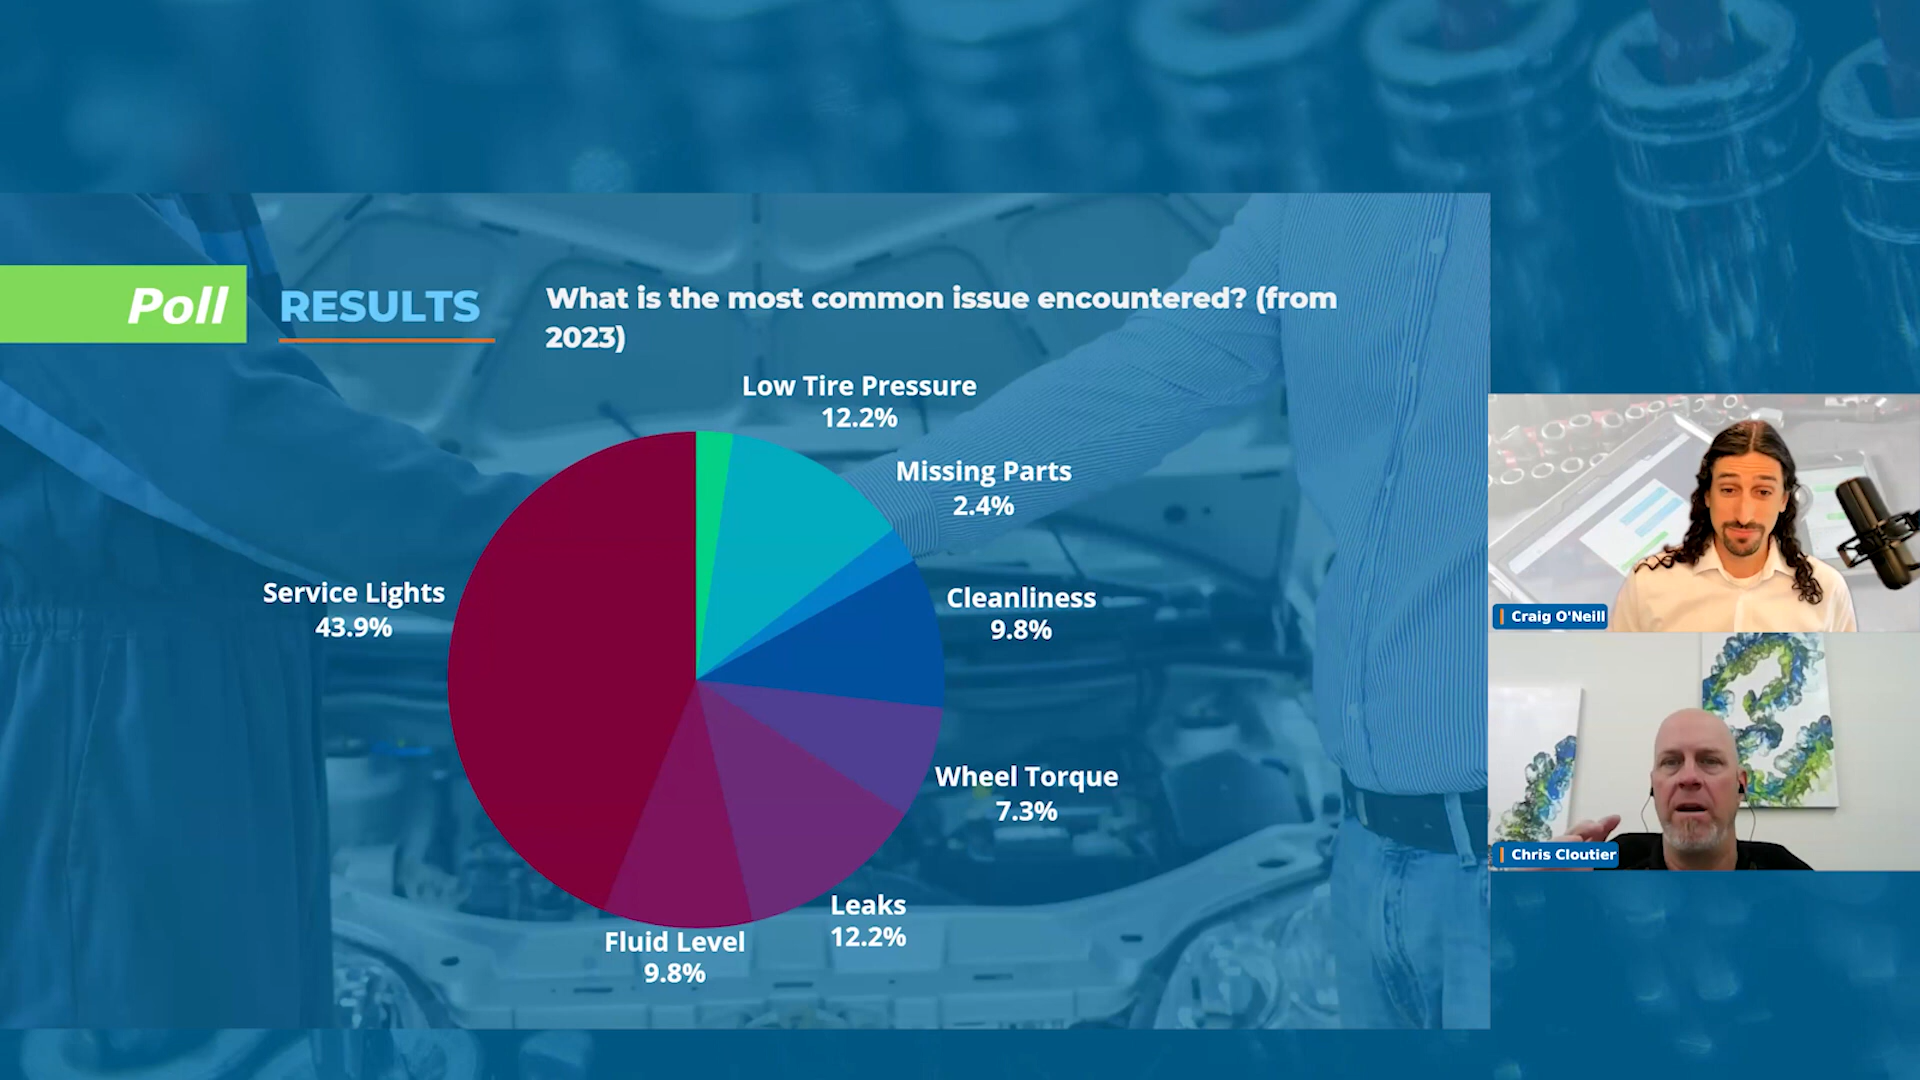 Poll
RESULTS
What is the most common issue encountered? (from
2023)
Low Tire Pressure
12.2%
Missing Parts
2.4%
Service Lights
43.9%
Cleanliness
9.8%
Wheel Torque
7.3%
Leaks
12.2%
Fluid Level
9.8%
Craig O'Neill
Chris Cloutier